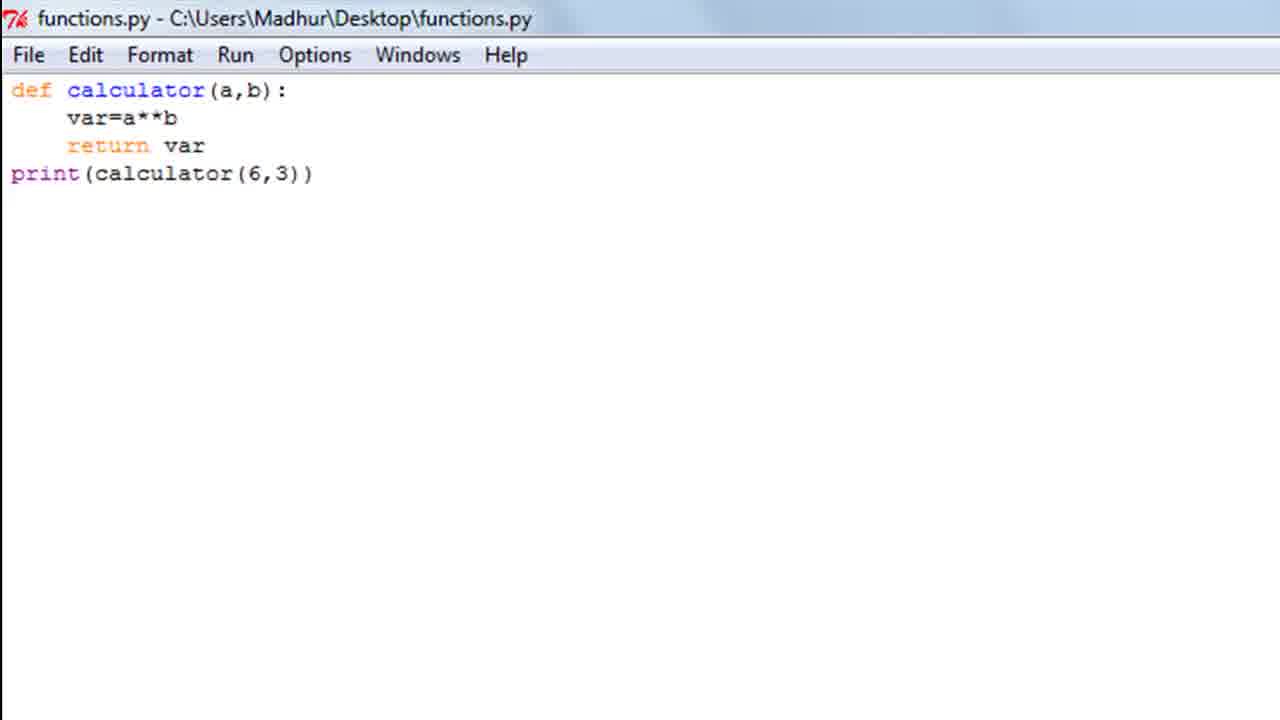 functions.py - C:\Users\Madhur\Desktop\functions.py
File Edit Format Run Options Windows Help
def calculator(a,b):
    var=a**b
    return var
print(calculator(6,3))